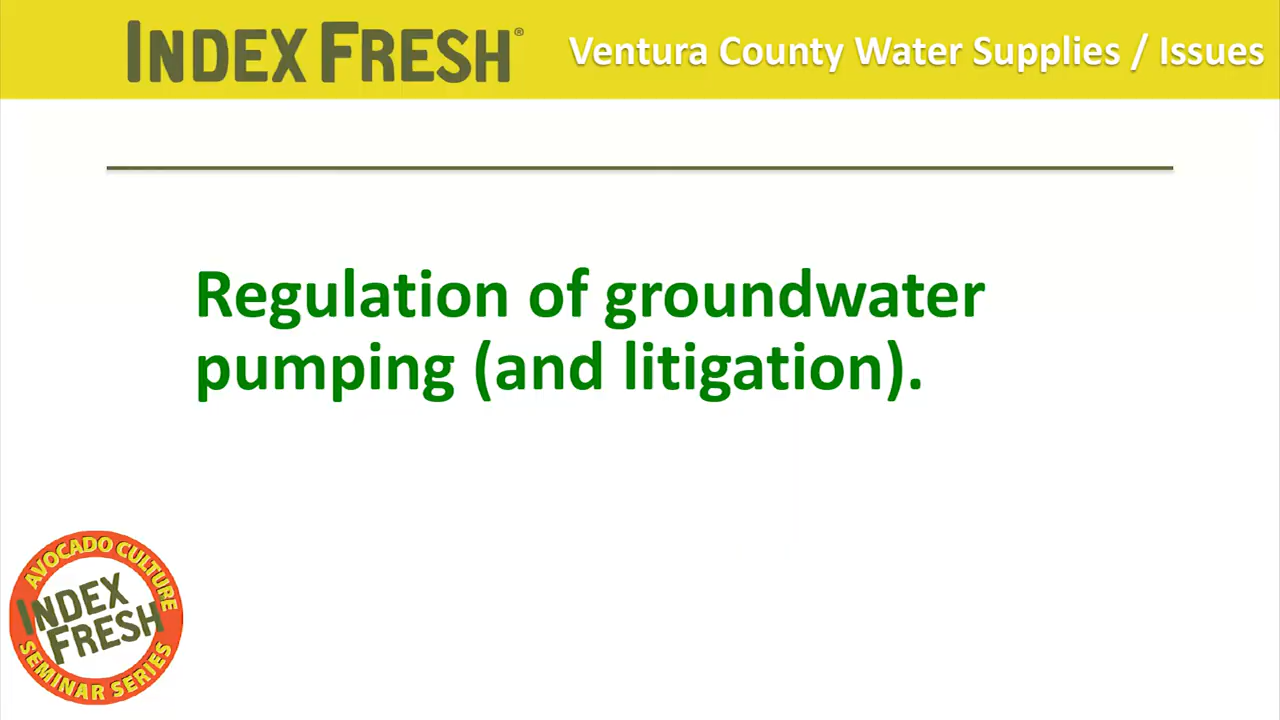 INDEX FRESH®
Ventura County Water Supplies / Issues
Regulation of groundwater
pumping (and litigation).
AVOCADO CULTURE
INDEX
FRESH
SEMINAR SERIES